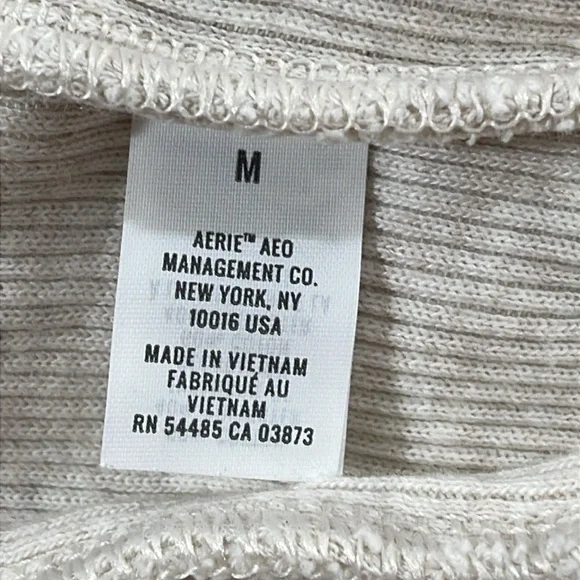 M
AERIE™ AEO
MANAGEMENT CO.
NEW YORK, NY
10016 USA
MADE IN VIETNAM
FABRIQUÉ AU
VIETNAM
RN 54485 CA 03873